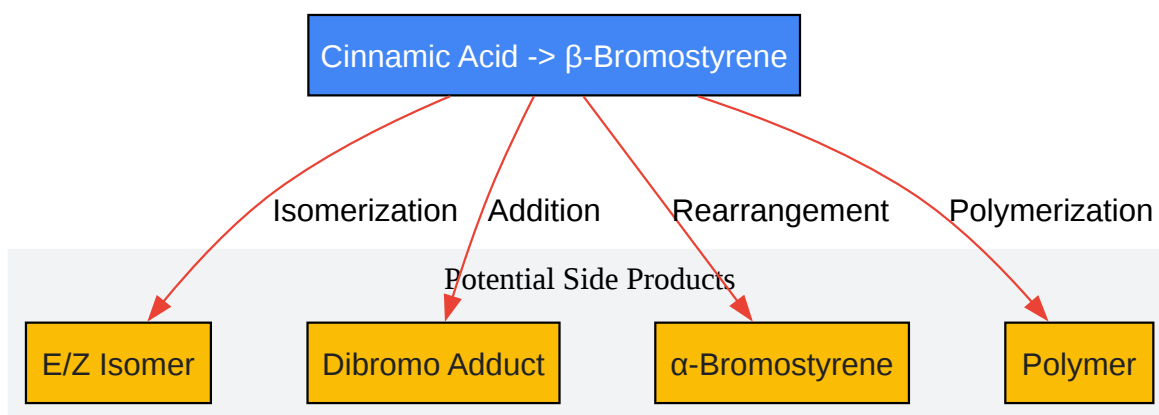 Cinnamic Acid -> β-Bromostyrene
Isomerization Addition Rearrangement Polymerization
Potential Side Products
E/Z Isomer Dibromo Adduct α-Bromostyrene Polymer